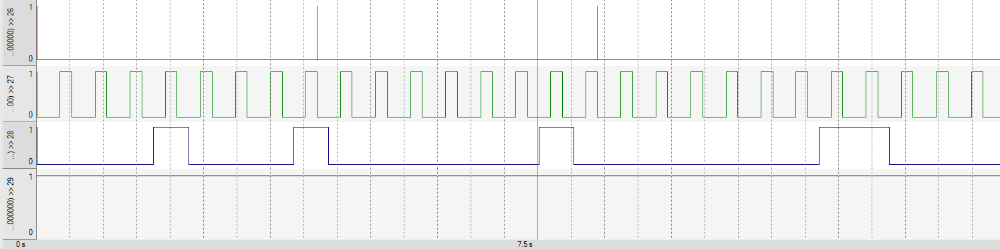 ...00000) >> 26
1
0
...00) >> 27
1
0
...) >> 28
1
0
...000000) >> 29
1
0
0 s
7.5 s